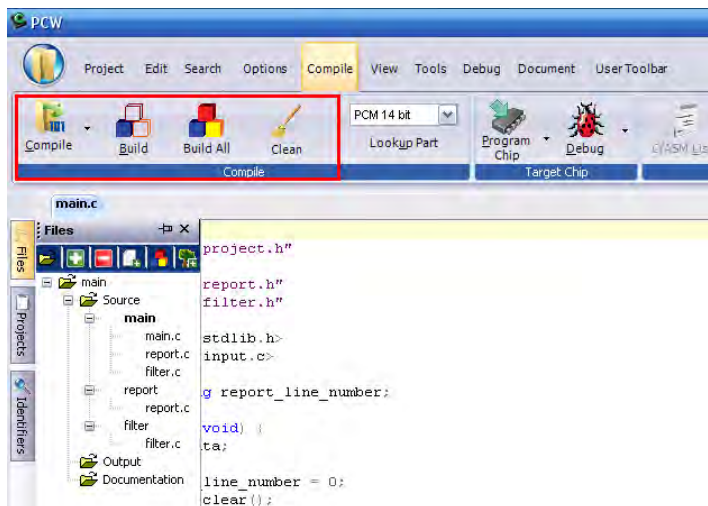 PCW
Project Edit Search Options Compile View Tools Debug Document User Toolbar
PCM 14 bit
Compile Build Build All Clean Lookup Part Program Chip Debug C/ASM Lis
Compile Target Chip
main.c
Files
Files
Projects
Identifiers
main
Source
main
main.c
report.c
filter.c
report
report.c
filter
filter.c
Output
Documentation
project.h"
report.h"
filter.h"
stdlib.h>
input.c>
g report_line_number;
void) {
ta;
line_number = 0;
clear();